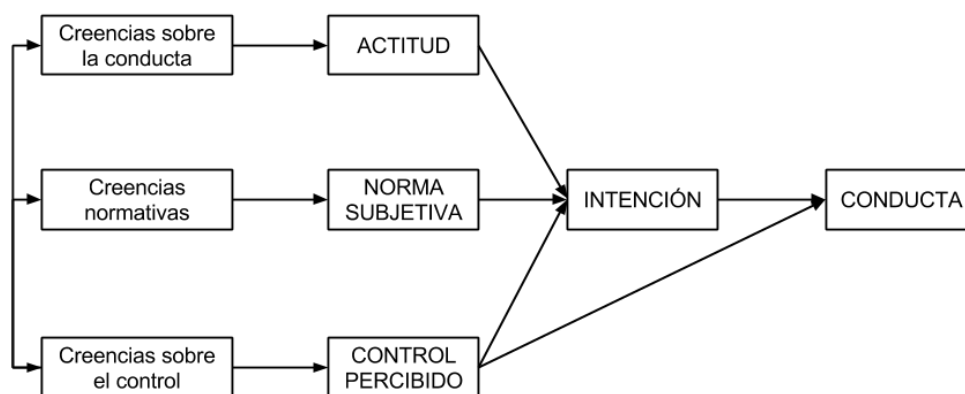 Creencias sobre
la conducta
ACTITUD
Creencias
normativas
NORMA
SUBJETIVA
INTENCIÓN
CONDUCTA
Creencias sobre
el control
CONTROL
PERCIBIDO